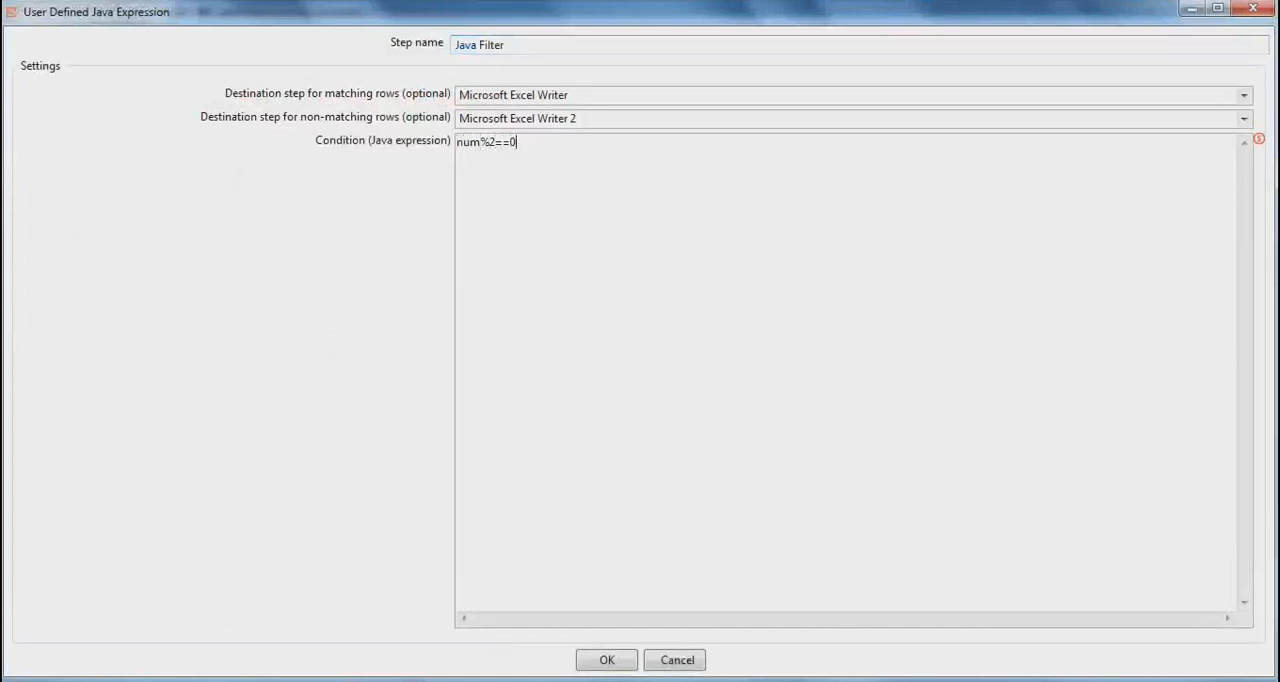 User Defined Java Expression
Step name Java Filter
Settings
Destination step for matching rows (optional) Microsoft Excel Writer
Destination step for non-matching rows (optional) Microsoft Excel Writer 2
Condition (Java expression) num%2==0
OK Cancel